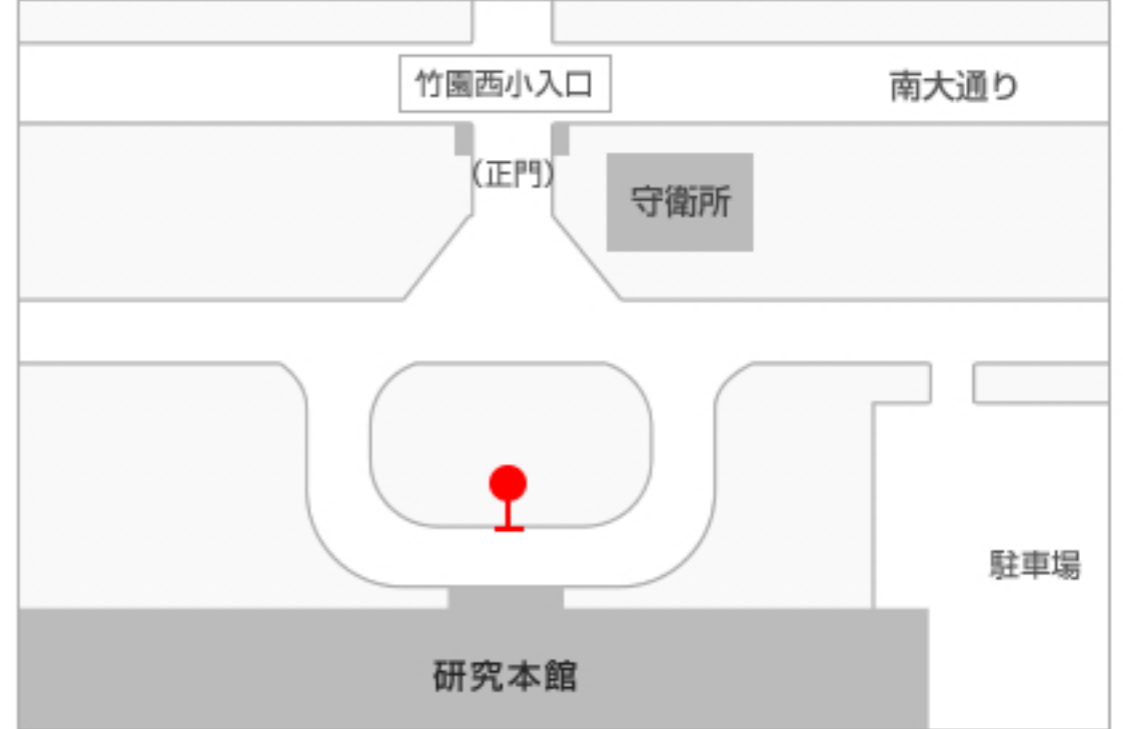 竹園西小入口
南大通り
（正門）
守衛所
駐車場
研究本館